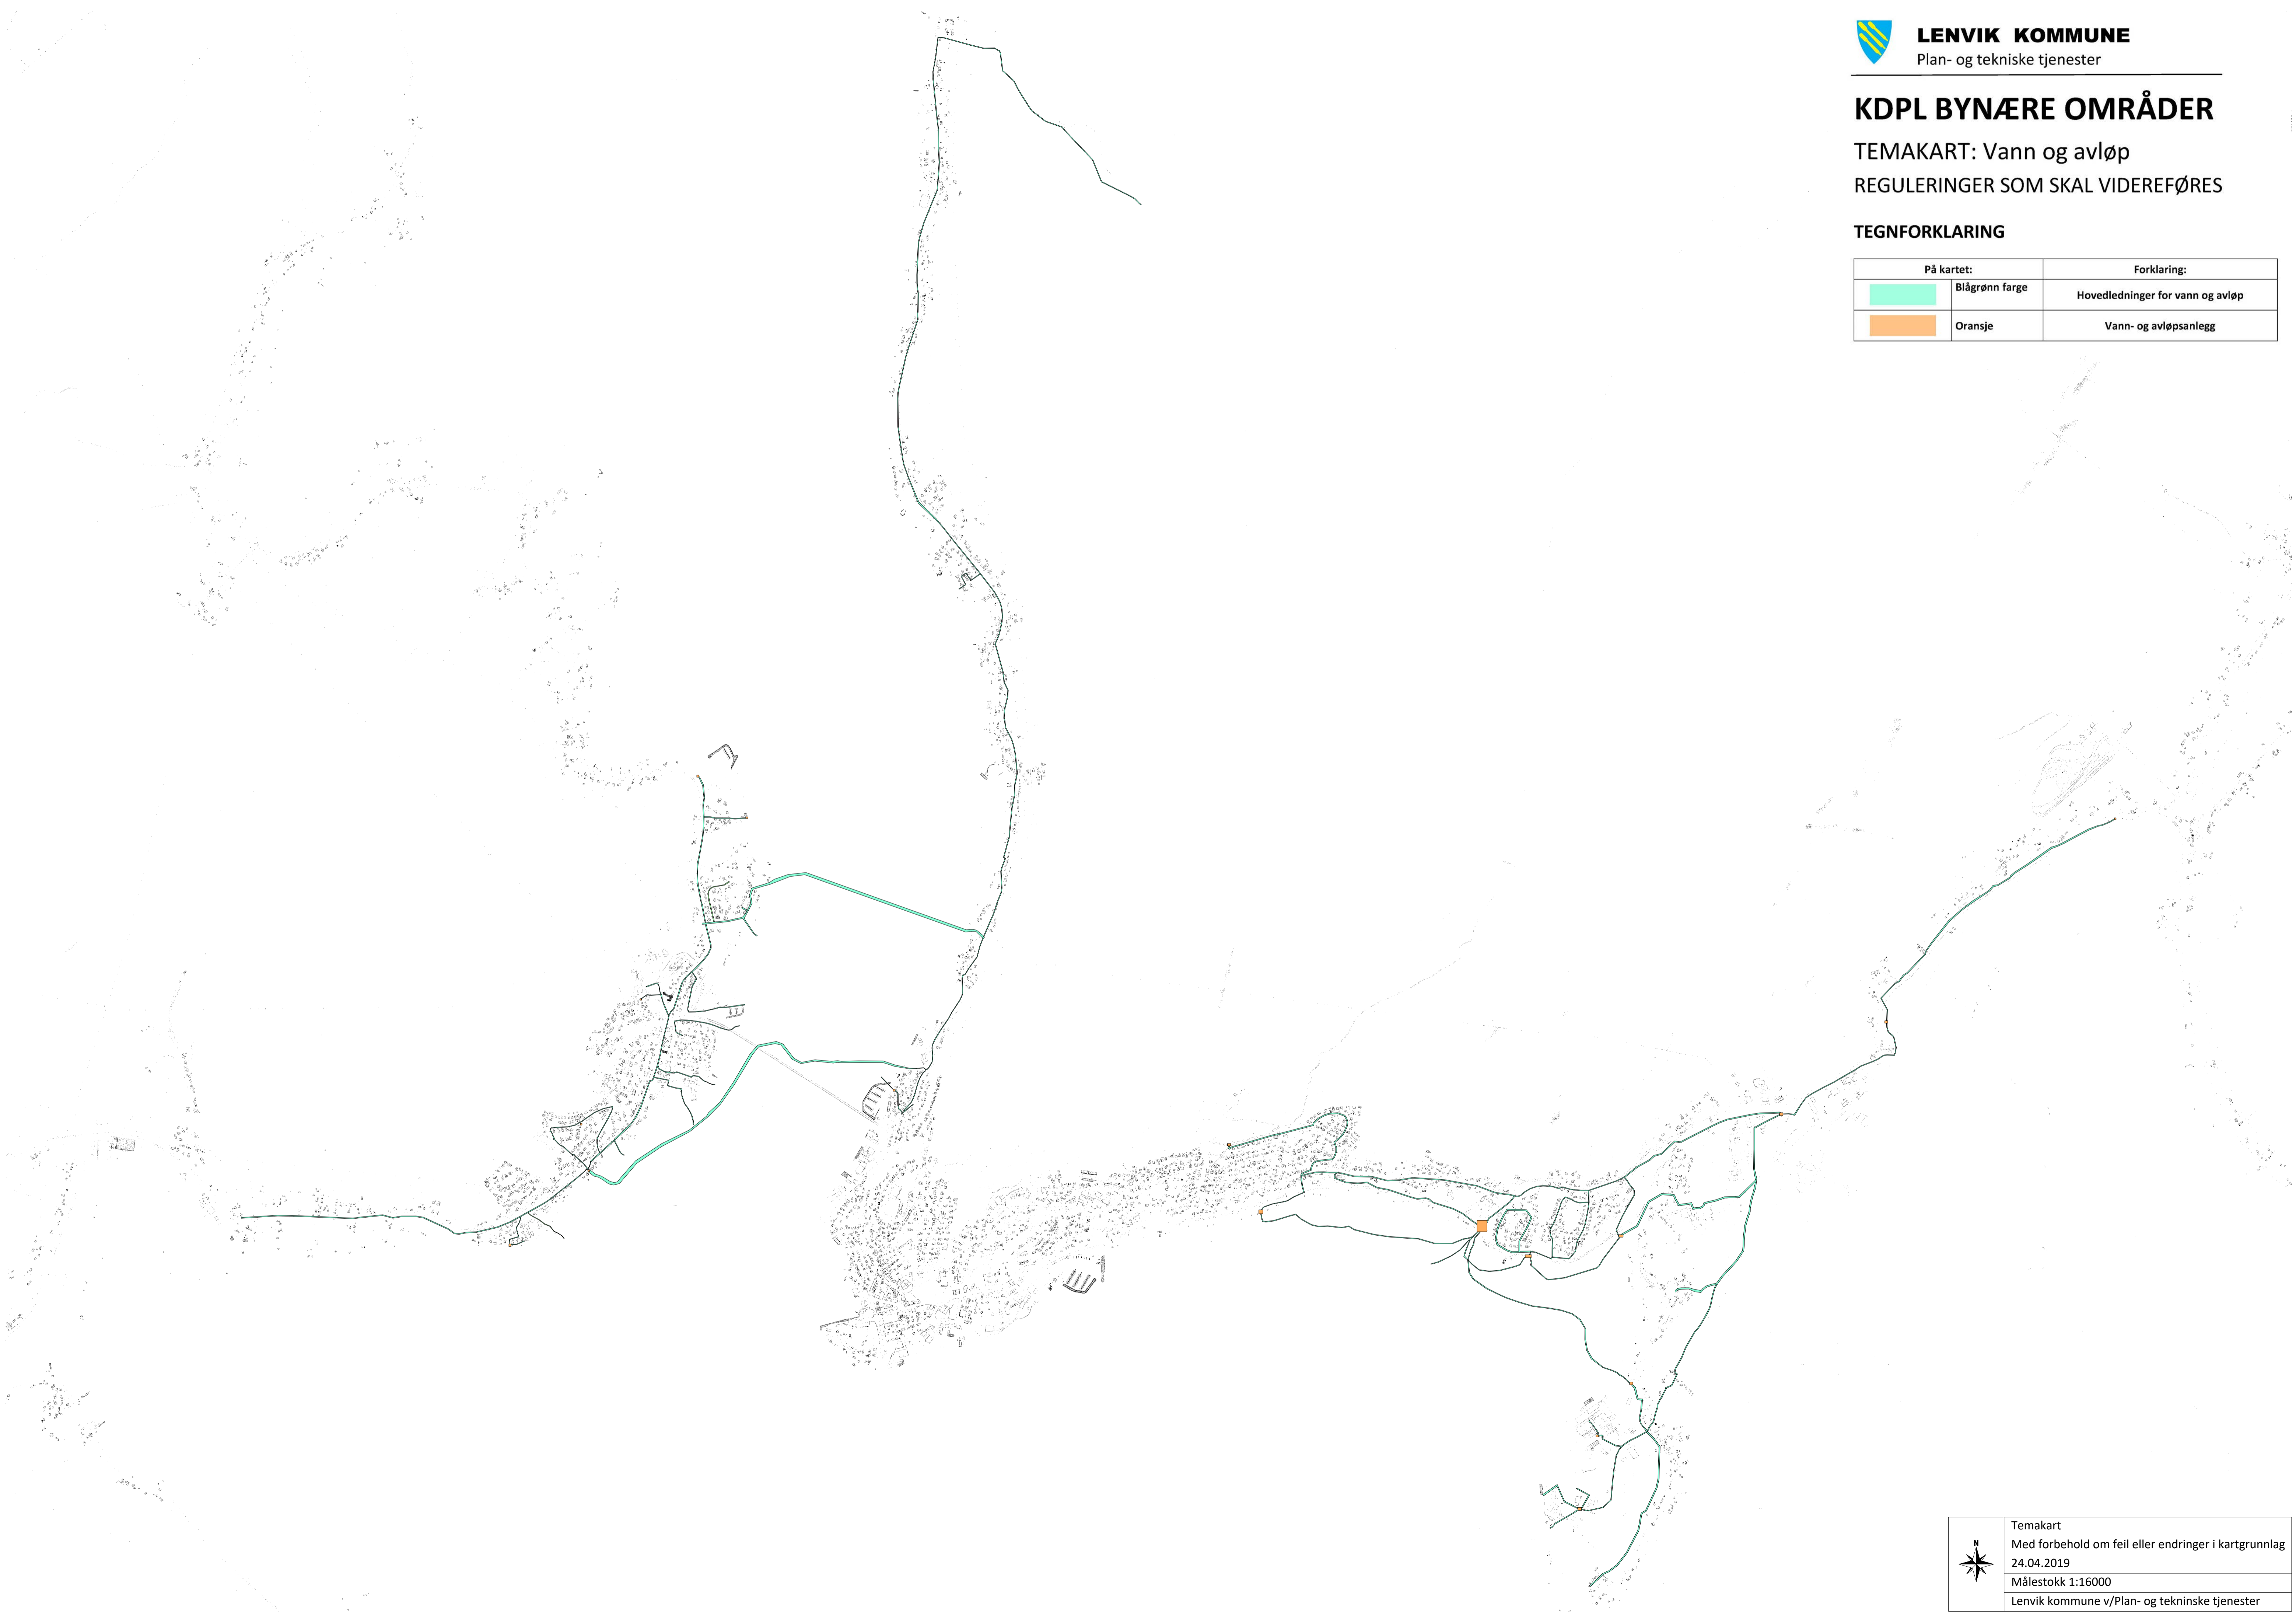 LENVIK KOMMUNE
Plan- og tekniske tjenester
KDPL BYNÆRE OMRÅDER
TEMAKART: Vann og avløp
REGULERINGER SOM SKAL VIDEREFØRES
TEGNFORKLARING
På kartet: Forklaring:
Blågrønn farge Hovedledninger for vann og avløp
Oransje Vann- og avløpsanlegg
N
Temakart
Med forbehold om feil eller endringer i kartgrunnlag
24.04.2019
Målestokk 1:16000
Lenvik kommune v/Plan- og tekninske tjenester